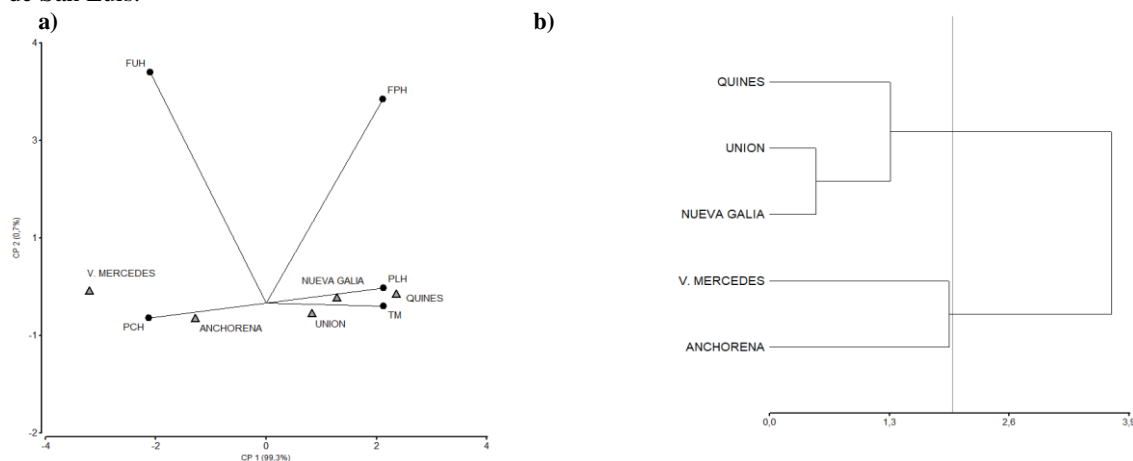 de San Luis.
a)
b)
4
3
1
-1
-2
-4
-2
0
2
4
CP 2 (0,7%)
CP 1 (99,3%)
FUH
FPH
V. MERCEDES
NUEVA GALIA
PLH
QUINES
PCH
ANCHORENA
UNION
TM
QUINES
UNION
NUEVA GALIA
V. MERCEDES
ANCHORENA
0,0
1,3
2,6
3,9